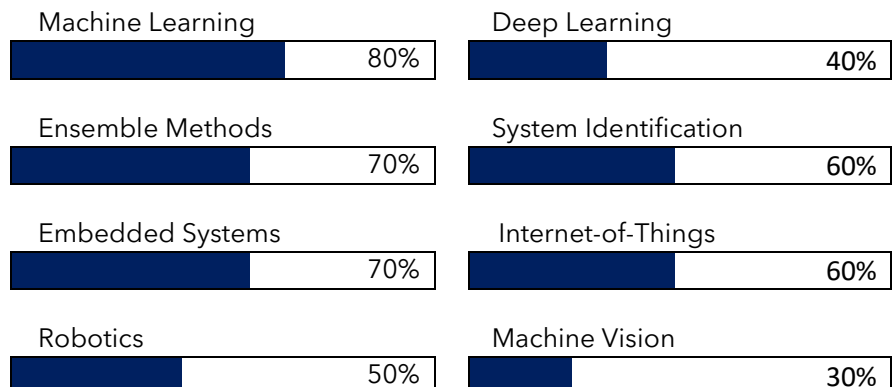 Machine Learning
80%
Deep Learning
40%
Ensemble Methods
70%
System Identification
60%
Embedded Systems
70%
Internet-of-Things
60%
Robotics
50%
Machine Vision
30%